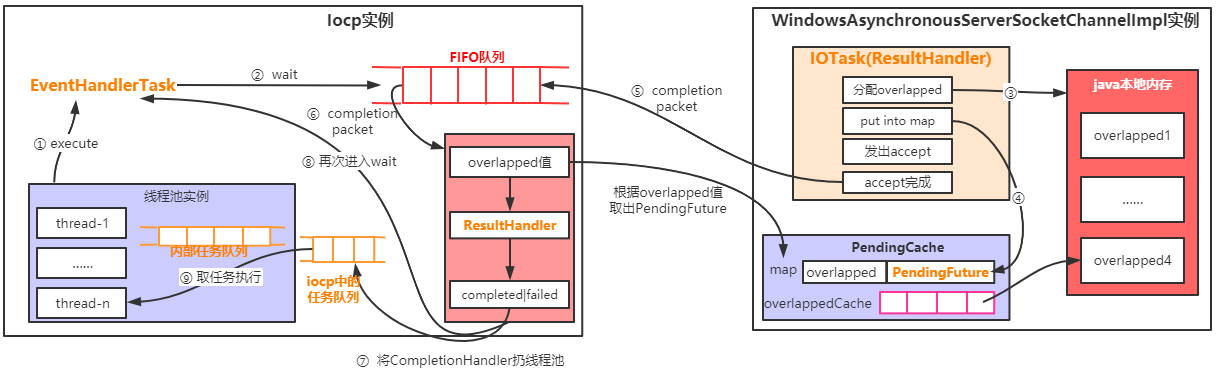 Iocp实例
EventHandlerTask
② wait
FIFO队列
⑥ completion
packet
① execute
⑧ 再次进入wait
线程池实例
thread-1
......
thread-n
内部任务队列
⑨ 取任务执行
iocp中的
任务队列
overlapped值
ResultHandler
completed|failed
⑦ 将CompletionHandler扔线程池
⑤ completion
packet
根据overlapped值
取出PendingFuture
WindowsAsynchronousServerSocketChannelImpl实例
IOTask(ResultHandler)
分配overlapped
put into map
发出accept
accept完成
③
④
java本地内存
overlapped1
......
overlapped4
PendingCache
map
overlapped
PendingFuture
overlappedCache